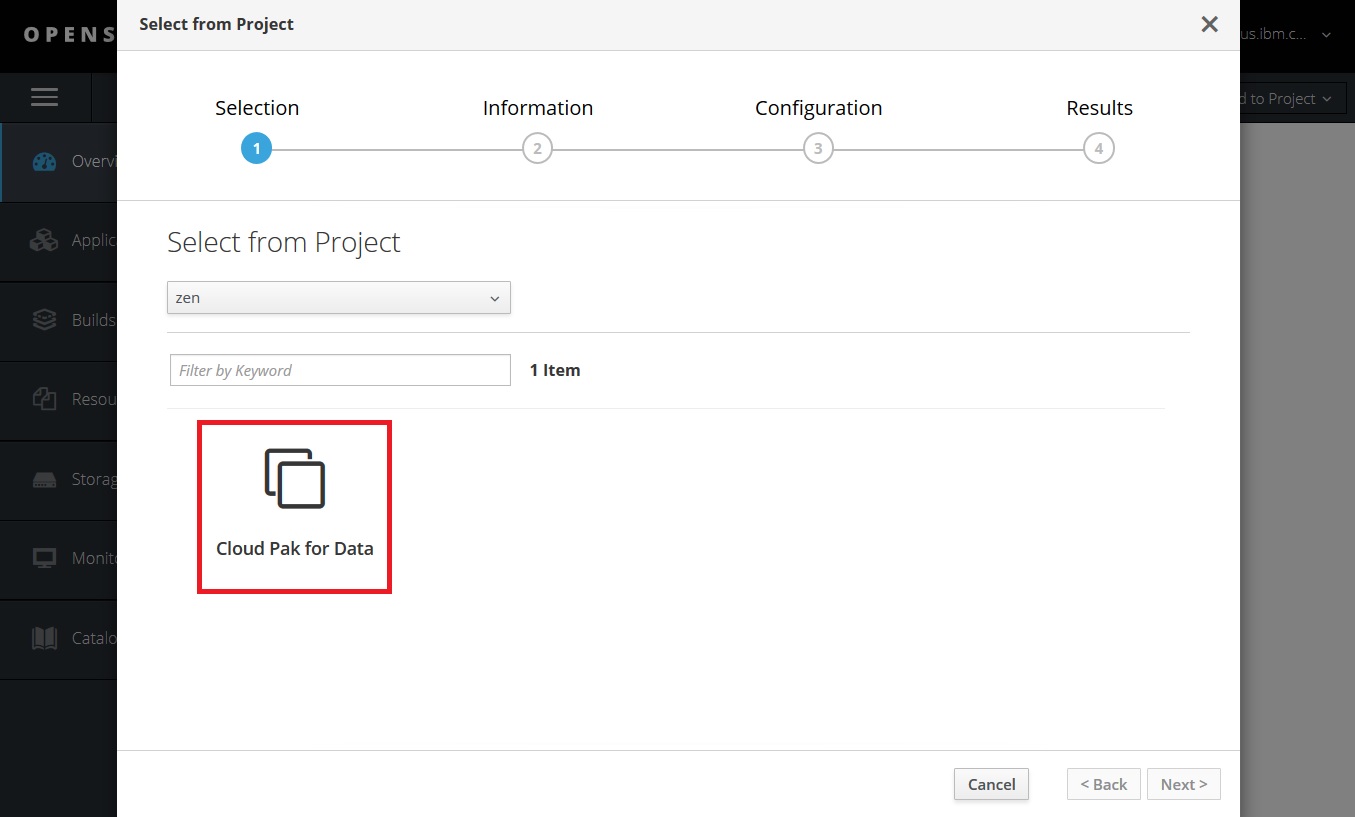 OPENS
Select from Project
us.ibm.c...
d to Project
Selection
Information
Configuration
Results
1
2
3
4
Overvi
Applic
Builds
Resou
Storag
Monito
Catalo
Select from Project
zen
Filter by Keyword
1 Item
Cloud Pak for Data
Cancel
< Back
Next >